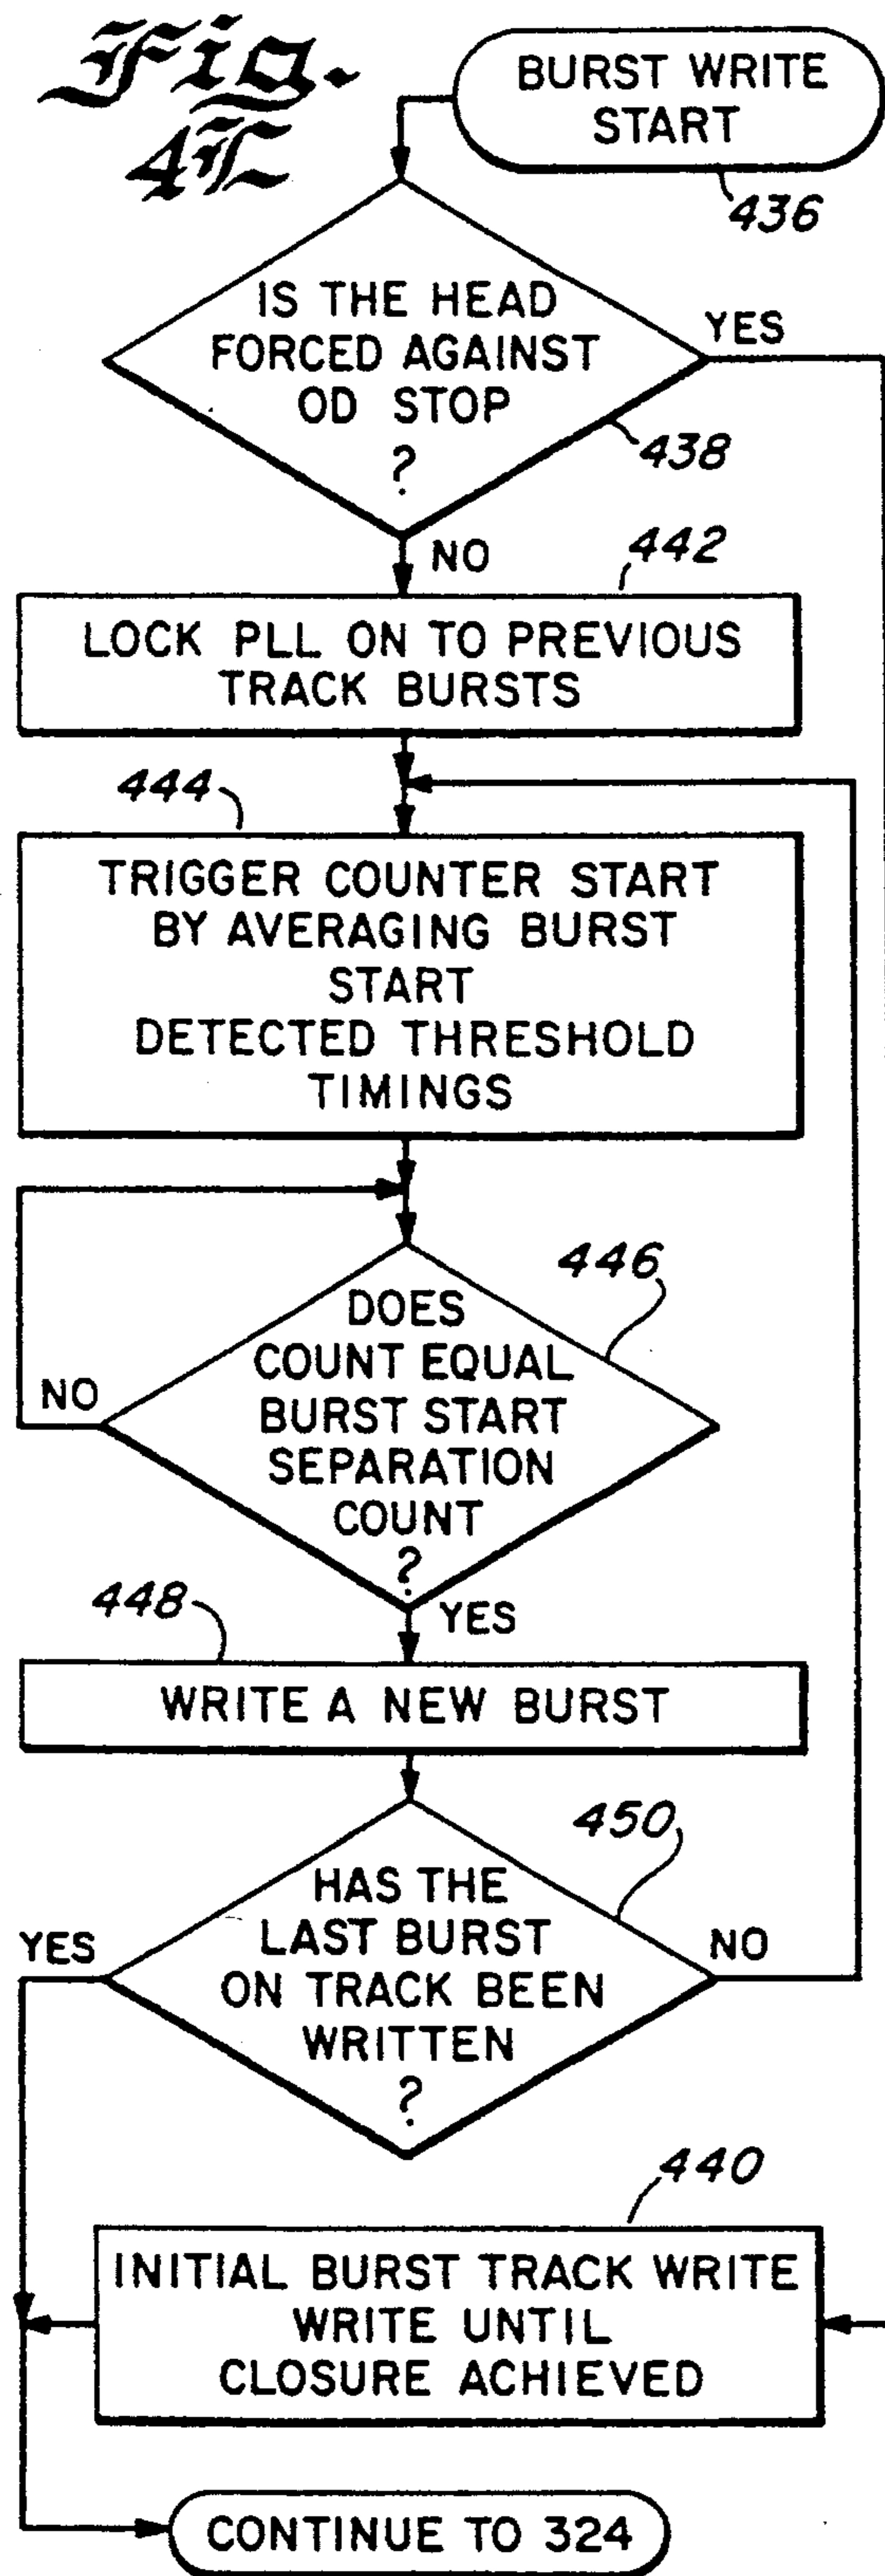 Fig.
4L
BURST WRITE
START
436
IS THE HEAD
FORCED AGAINST
OD STOP
?
YES
438
NO
442
LOCK PLL ON TO PREVIOUS
TRACK BURSTS
444
TRIGGER COUNTER START
BY AVERAGING BURST
START
DETECTED THRESHOLD
TIMINGS
446
DOES
COUNT EQUAL
BURST START
SEPARATION
COUNT
?
NO
YES
448
WRITE A NEW BURST
450
HAS THE
LAST BURST
ON TRACK BEEN
WRITTEN
?
YES
NO
440
INITIAL BURST TRACK WRITE
WRITE UNTIL
CLOSURE ACHIEVED
CONTINUE TO 324